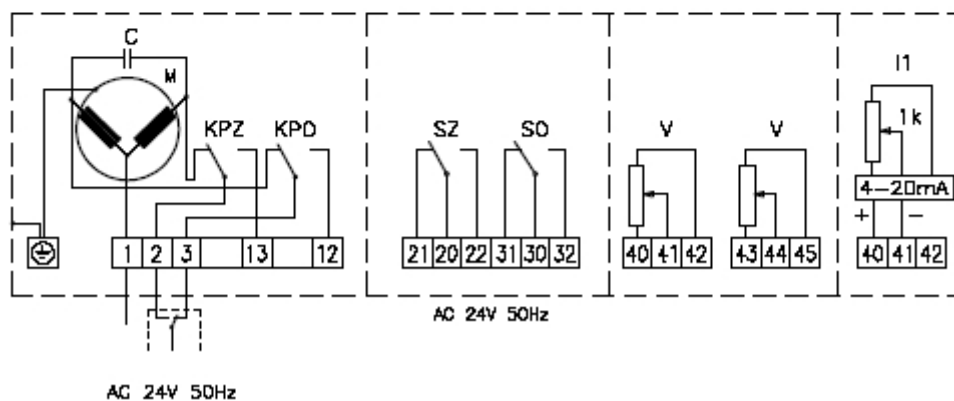 C
M
KPZ KPO
1 2 3 13 12
AC 24V 50Hz
SZ SO
21 20 22 31 30 32
AC 24V 50Hz
V V
40 41 42 43 44 45
I1
1k
4-20mA
+ -
40 41 42